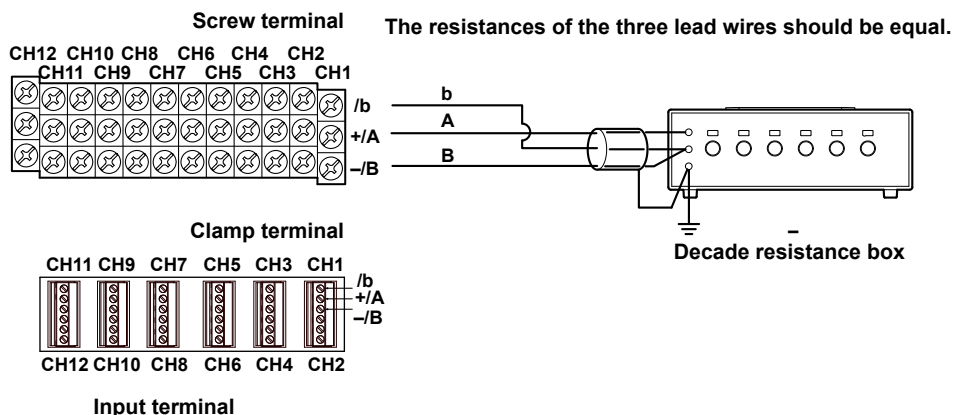 Screw terminal
The resistances of the three lead wires should be equal.
CH12 CH10 CH8 CH6 CH4 CH2
CH11 CH9 CH7 CH5 CH3 CH1
/b
+/A
–/B
b
A
B
–
Decade resistance box
Clamp terminal
CH11 CH9 CH7 CH5 CH3 CH1
/b
+/A
–/B
CH12 CH10 CH8 CH6 CH4 CH2
Input terminal